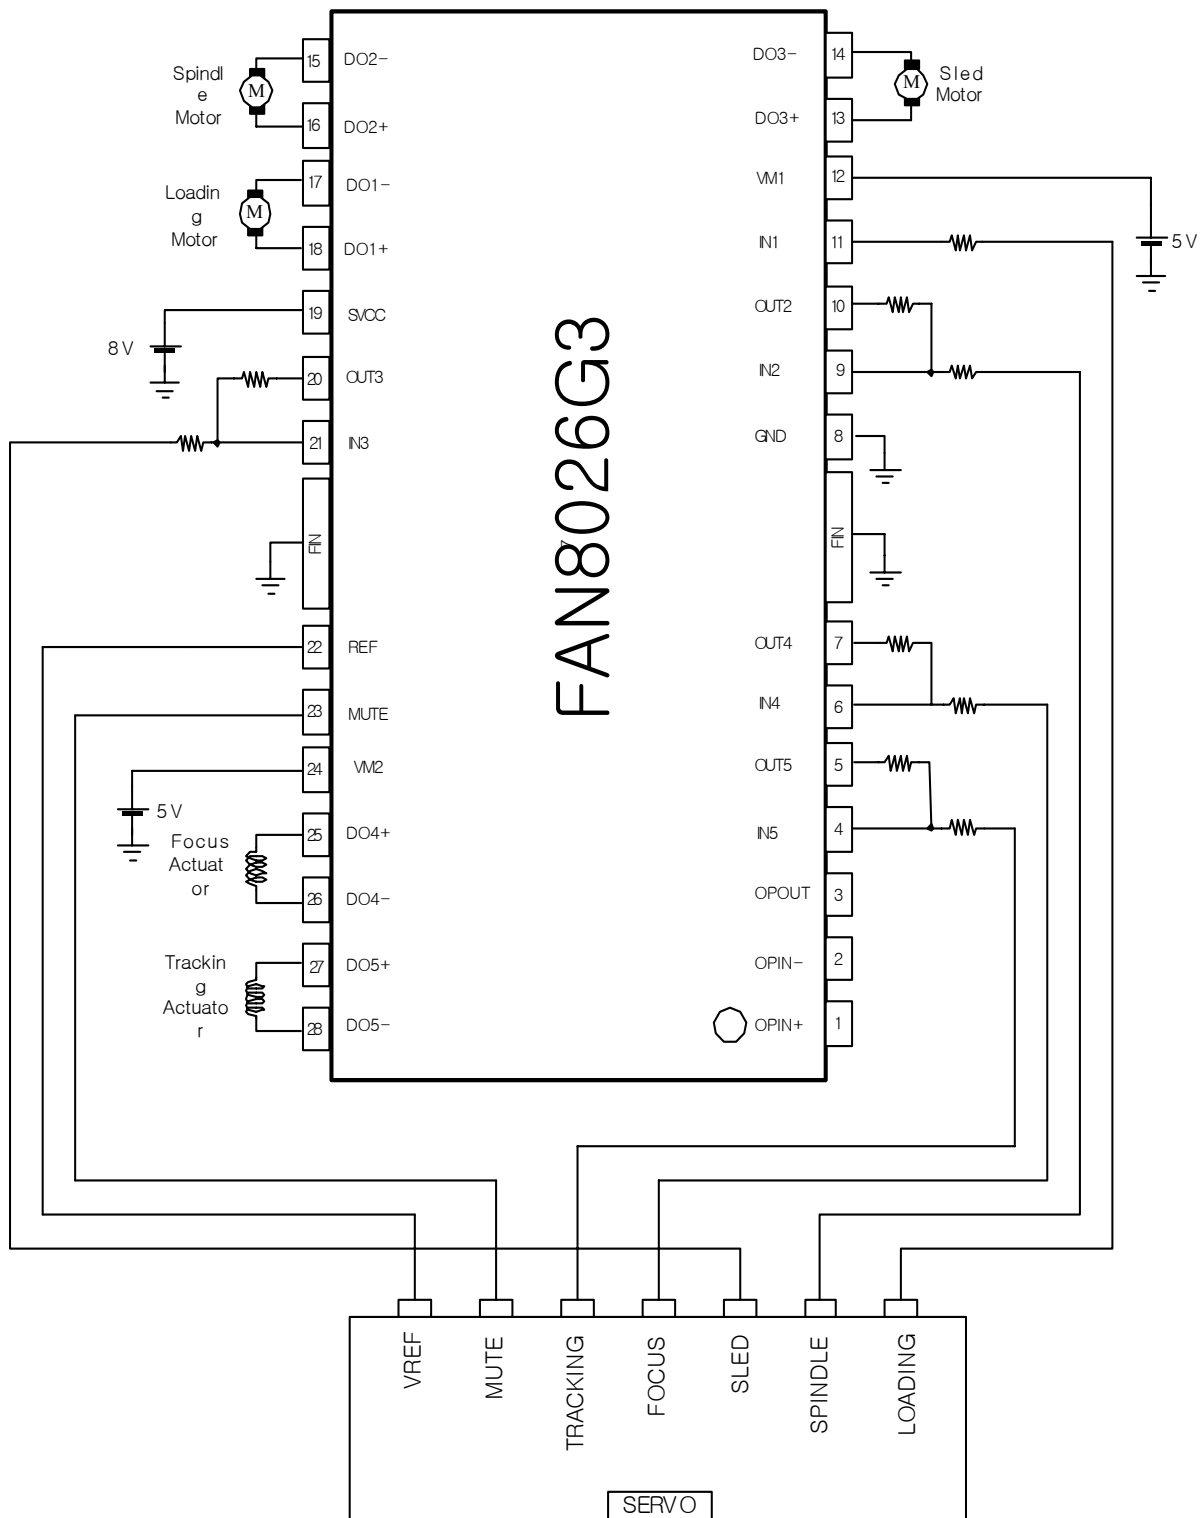 15 DO2-
Spindl
e
Motor
M
16 DO2+
17 DO1-
Loadin
g
Motor
M
18 DO1+
19 SVCC
8V
20 OUT3
21 IN3
FIN
22 REF
23 MUTE
24 VM2
5V
25 DO4+
Focus
Actuat
or
26 DO4-
27 DO5+
Trackin
g
Actuato
r
28 DO5-
FAN8026G3
DO3- 14
M
Sled
Motor
DO3+ 13
VM1 12
IN1 11
5V
OUT2 10
IN2 9
GND 8
FIN
OUT4 7
IN4 6
OUT5 5
IN5 4
OPOUT 3
OPIN- 2
OPIN+ 1
VREF
MUTE
TRACKING
FOCUS
SLED
SPINDLE
LOADING
SERVO